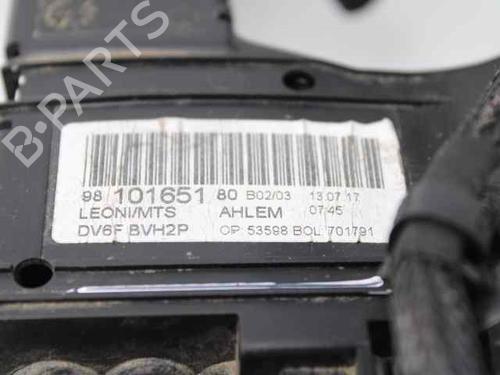 B-PARTS
98 101651 80 B02/03 13.07.17
LEONI/MTS AHLEM 07:45
DV6F BVH2P OP: 53598 BOL: 701791